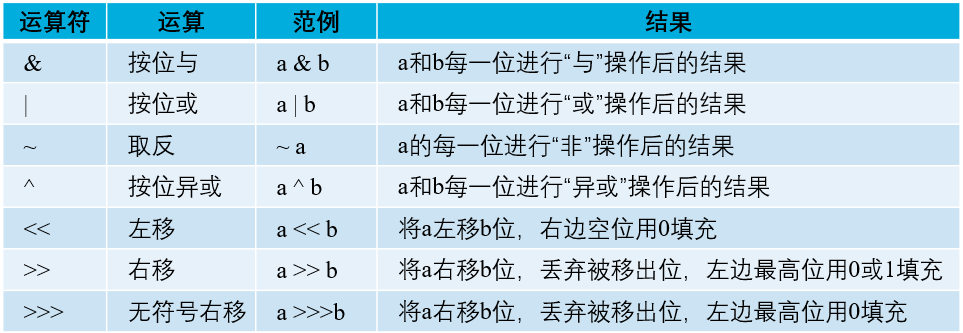 运算符 运算 范例 结果
& 按位与 a & b a和b每一位进行“与”操作后的结果
| 按位或 a | b a和b每一位进行“或”操作后的结果
~ 取反 ~ a a的每一位进行“非”操作后的结果
^ 按位异或 a ^ b a和b每一位进行“异或”操作后的结果
<< 左移 a << b 将a左移b位，右边空位用0填充
>> 右移 a >> b 将a右移b位，丢弃被移出位，左边最高位用0或1填充
>>> 无符号右移 a >>>b 将a右移b位，丢弃被移出位，左边最高位用0填充